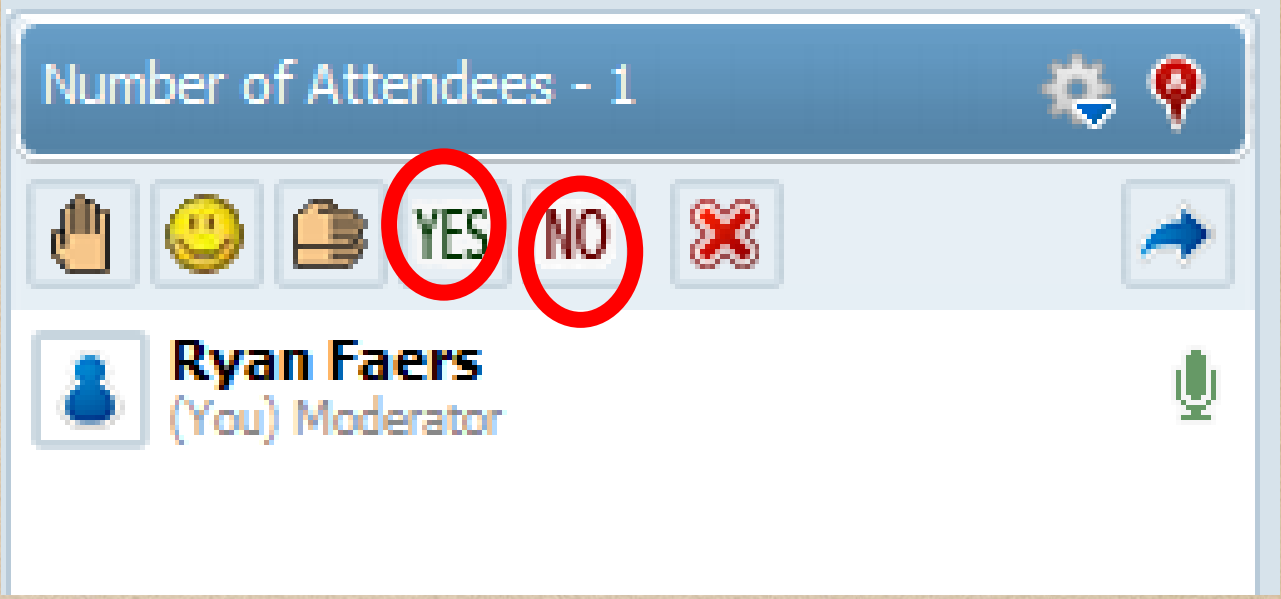 Number of Attendees - 1
YES NO
Ryan Faers
(You) Moderator